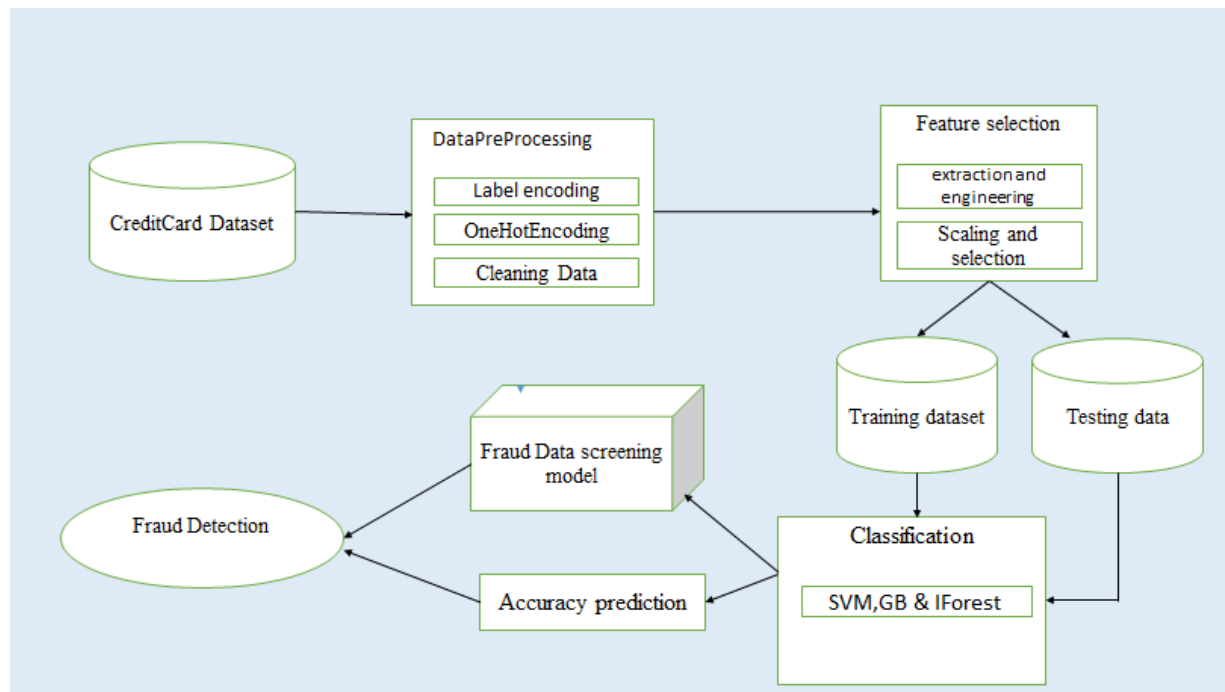 CreditCard Dataset
DataPreProcessing
Label encoding
OneHotEncoding
Cleaning Data
Feature selection
extraction and
engineering
Scaling and
selection
Training dataset
Testing data
Classification
SVM,GB & IForest
Fraud Data screening
model
Accuracy prediction
Fraud Detection